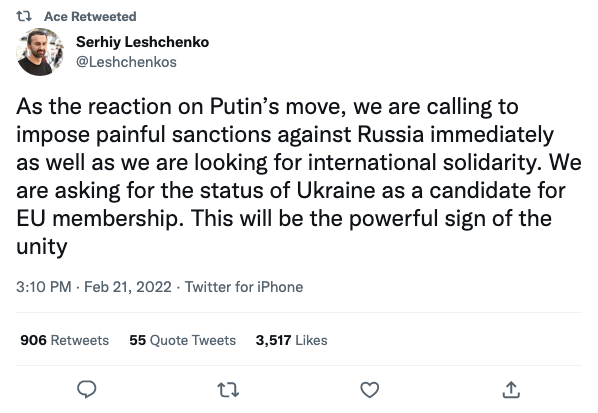 Ace Retweeted
Serhiy Leshchenko
@Leshchenkos
As the reaction on Putin’s move, we are calling to
impose painful sanctions against Russia immediately
as well as we are looking for international solidarity. We
are asking for the status of Ukraine as a candidate for
EU membership. This will be the powerful sign of the
unity
3:10 PM · Feb 21, 2022 · Twitter for iPhone
906 Retweets 55 Quote Tweets 3,517 Likes